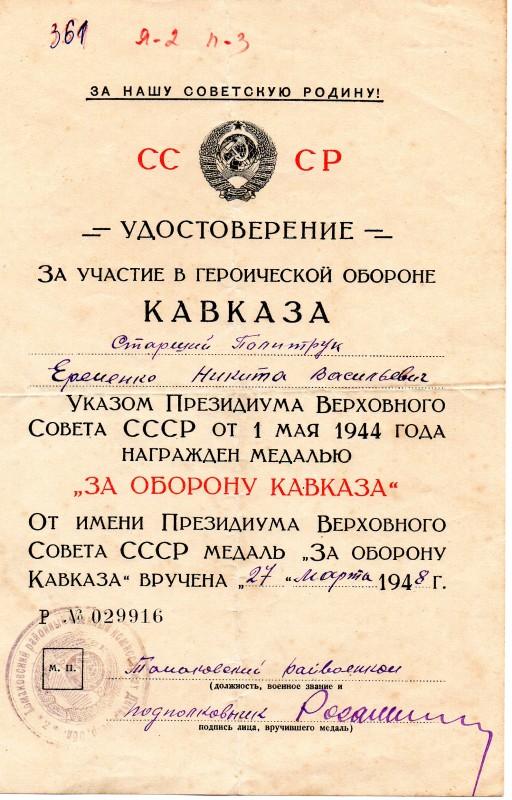 361 Я-2 п-3
ЗА НАШУ СОВЕТСКУЮ РОДИНУ!
СС СР
УДОСТОВЕРЕНИЕ
ЗА УЧАСТИЕ В ГЕРОИЧЕСКОЙ ОБОРОНЕ
КАВКАЗА
Старший Политрук
Еременко Никита Васильевич
УКАЗОМ ПРЕЗИДИУМА ВЕРХОВНОГО
СОВЕТА СССР ОТ 1 МАЯ 1944 ГОДА
НАГРАЖДЕН МЕДАЛЬЮ
„ЗА ОБОРОНУ КАВКАЗА“
ОТ ИМЕНИ ПРЕЗИДИУМА ВЕРХОВНОГО
СОВЕТА СССР МЕДАЛЬ „ЗА ОБОРОНУ
КАВКАЗА“ ВРУЧЕНА „27“ марта 1948 г.
Р № 029916
М. П.
Томаковский райвоенком
(должность, военное звание и
подполковник
подпись лица, вручившего медаль)